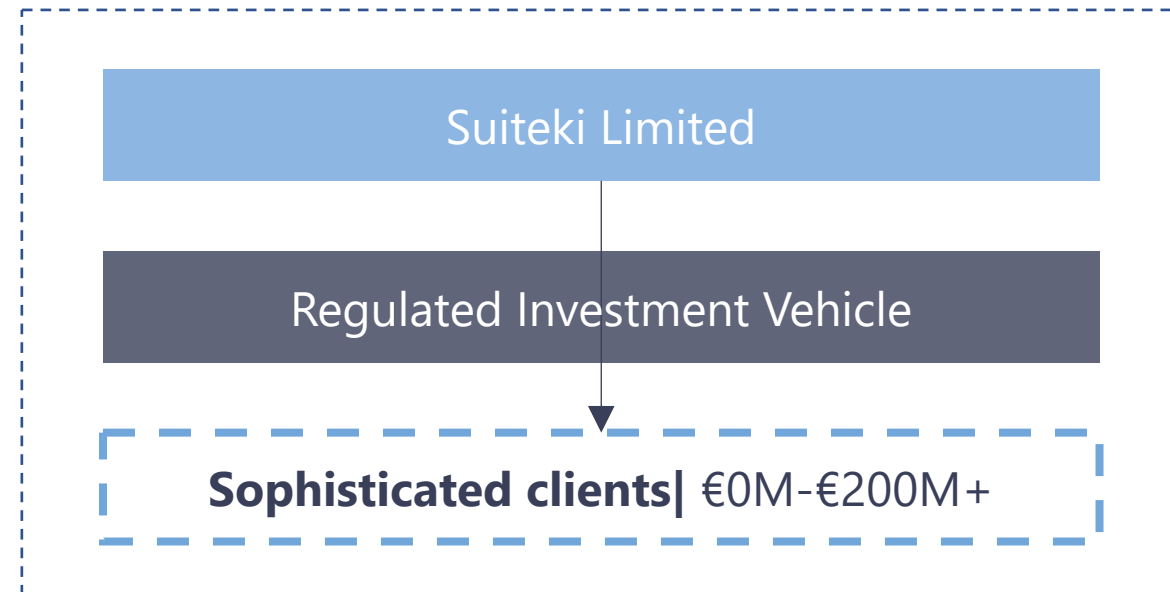 Suiteki Limited
Regulated Investment Vehicle
Sophisticated clients| €0M-€200M+